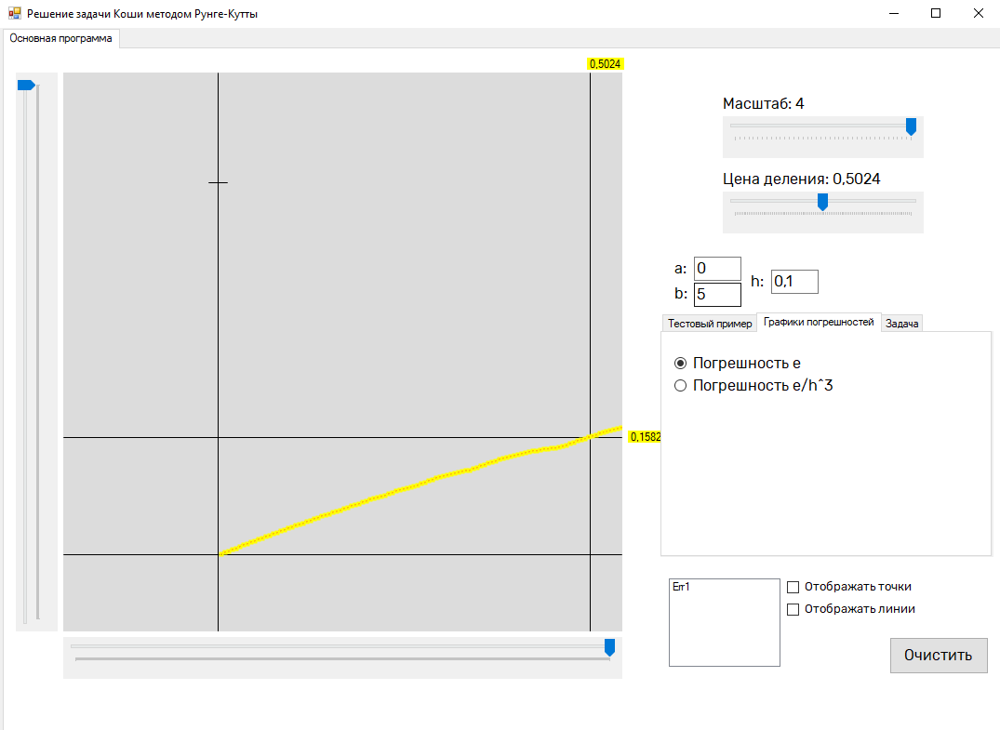 Решение задачи Коши методом Рунге-Кутты
Основная программа
0,5024
Масштаб: 4
Цена деления: 0,5024
a: 0
b: 5
h: 0,1
Тестовый пример Графики погрешностей Задача
Погрешность e
Погрешность e/h^3
0,1582
Err1
Отображать точки
Отображать линии
Очистить